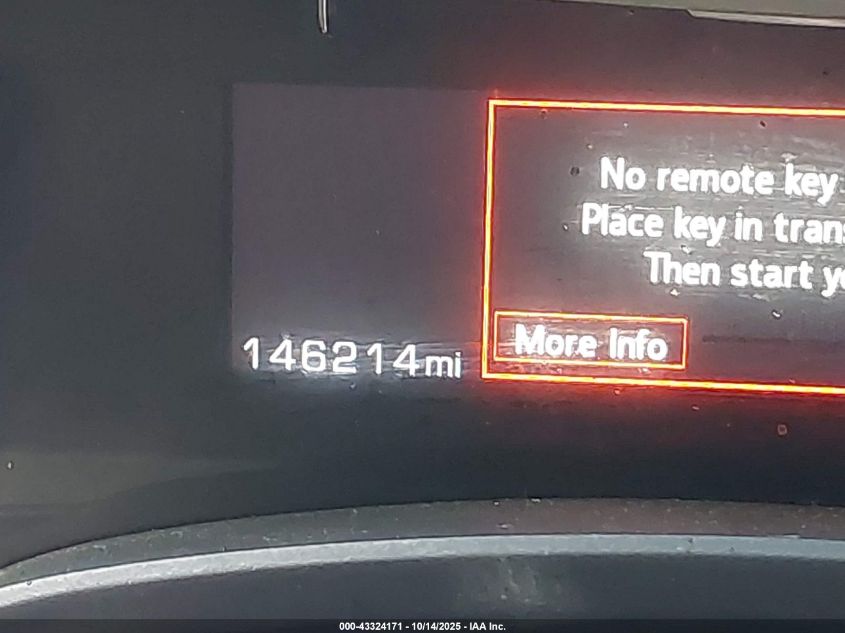 No remote key
Place key in trans
Then start yo
More Info
146214mi
000-43324171 - 10/14/2025 - IAA Inc.